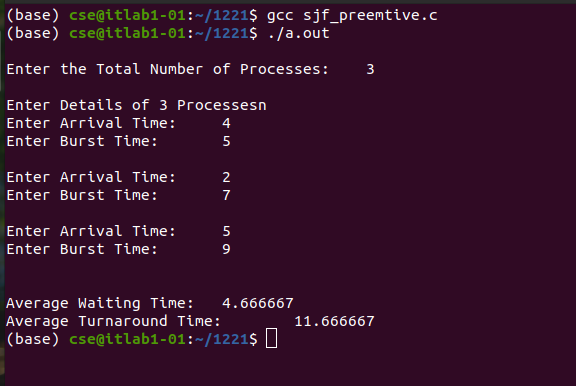 (base) cse@itlab1-01:~/1221$ gcc sjf_preemtive.c
(base) cse@itlab1-01:~/1221$ ./a.out
Enter the Total Number of Processes: 3
Enter Details of 3 Processesn
Enter Arrival Time: 4
Enter Burst Time: 5
Enter Arrival Time: 2
Enter Burst Time: 7
Enter Arrival Time: 5
Enter Burst Time: 9
Average Waiting Time: 4.666667
Average Turnaround Time: 11.666667
(base) cse@itlab1-01:~/1221$